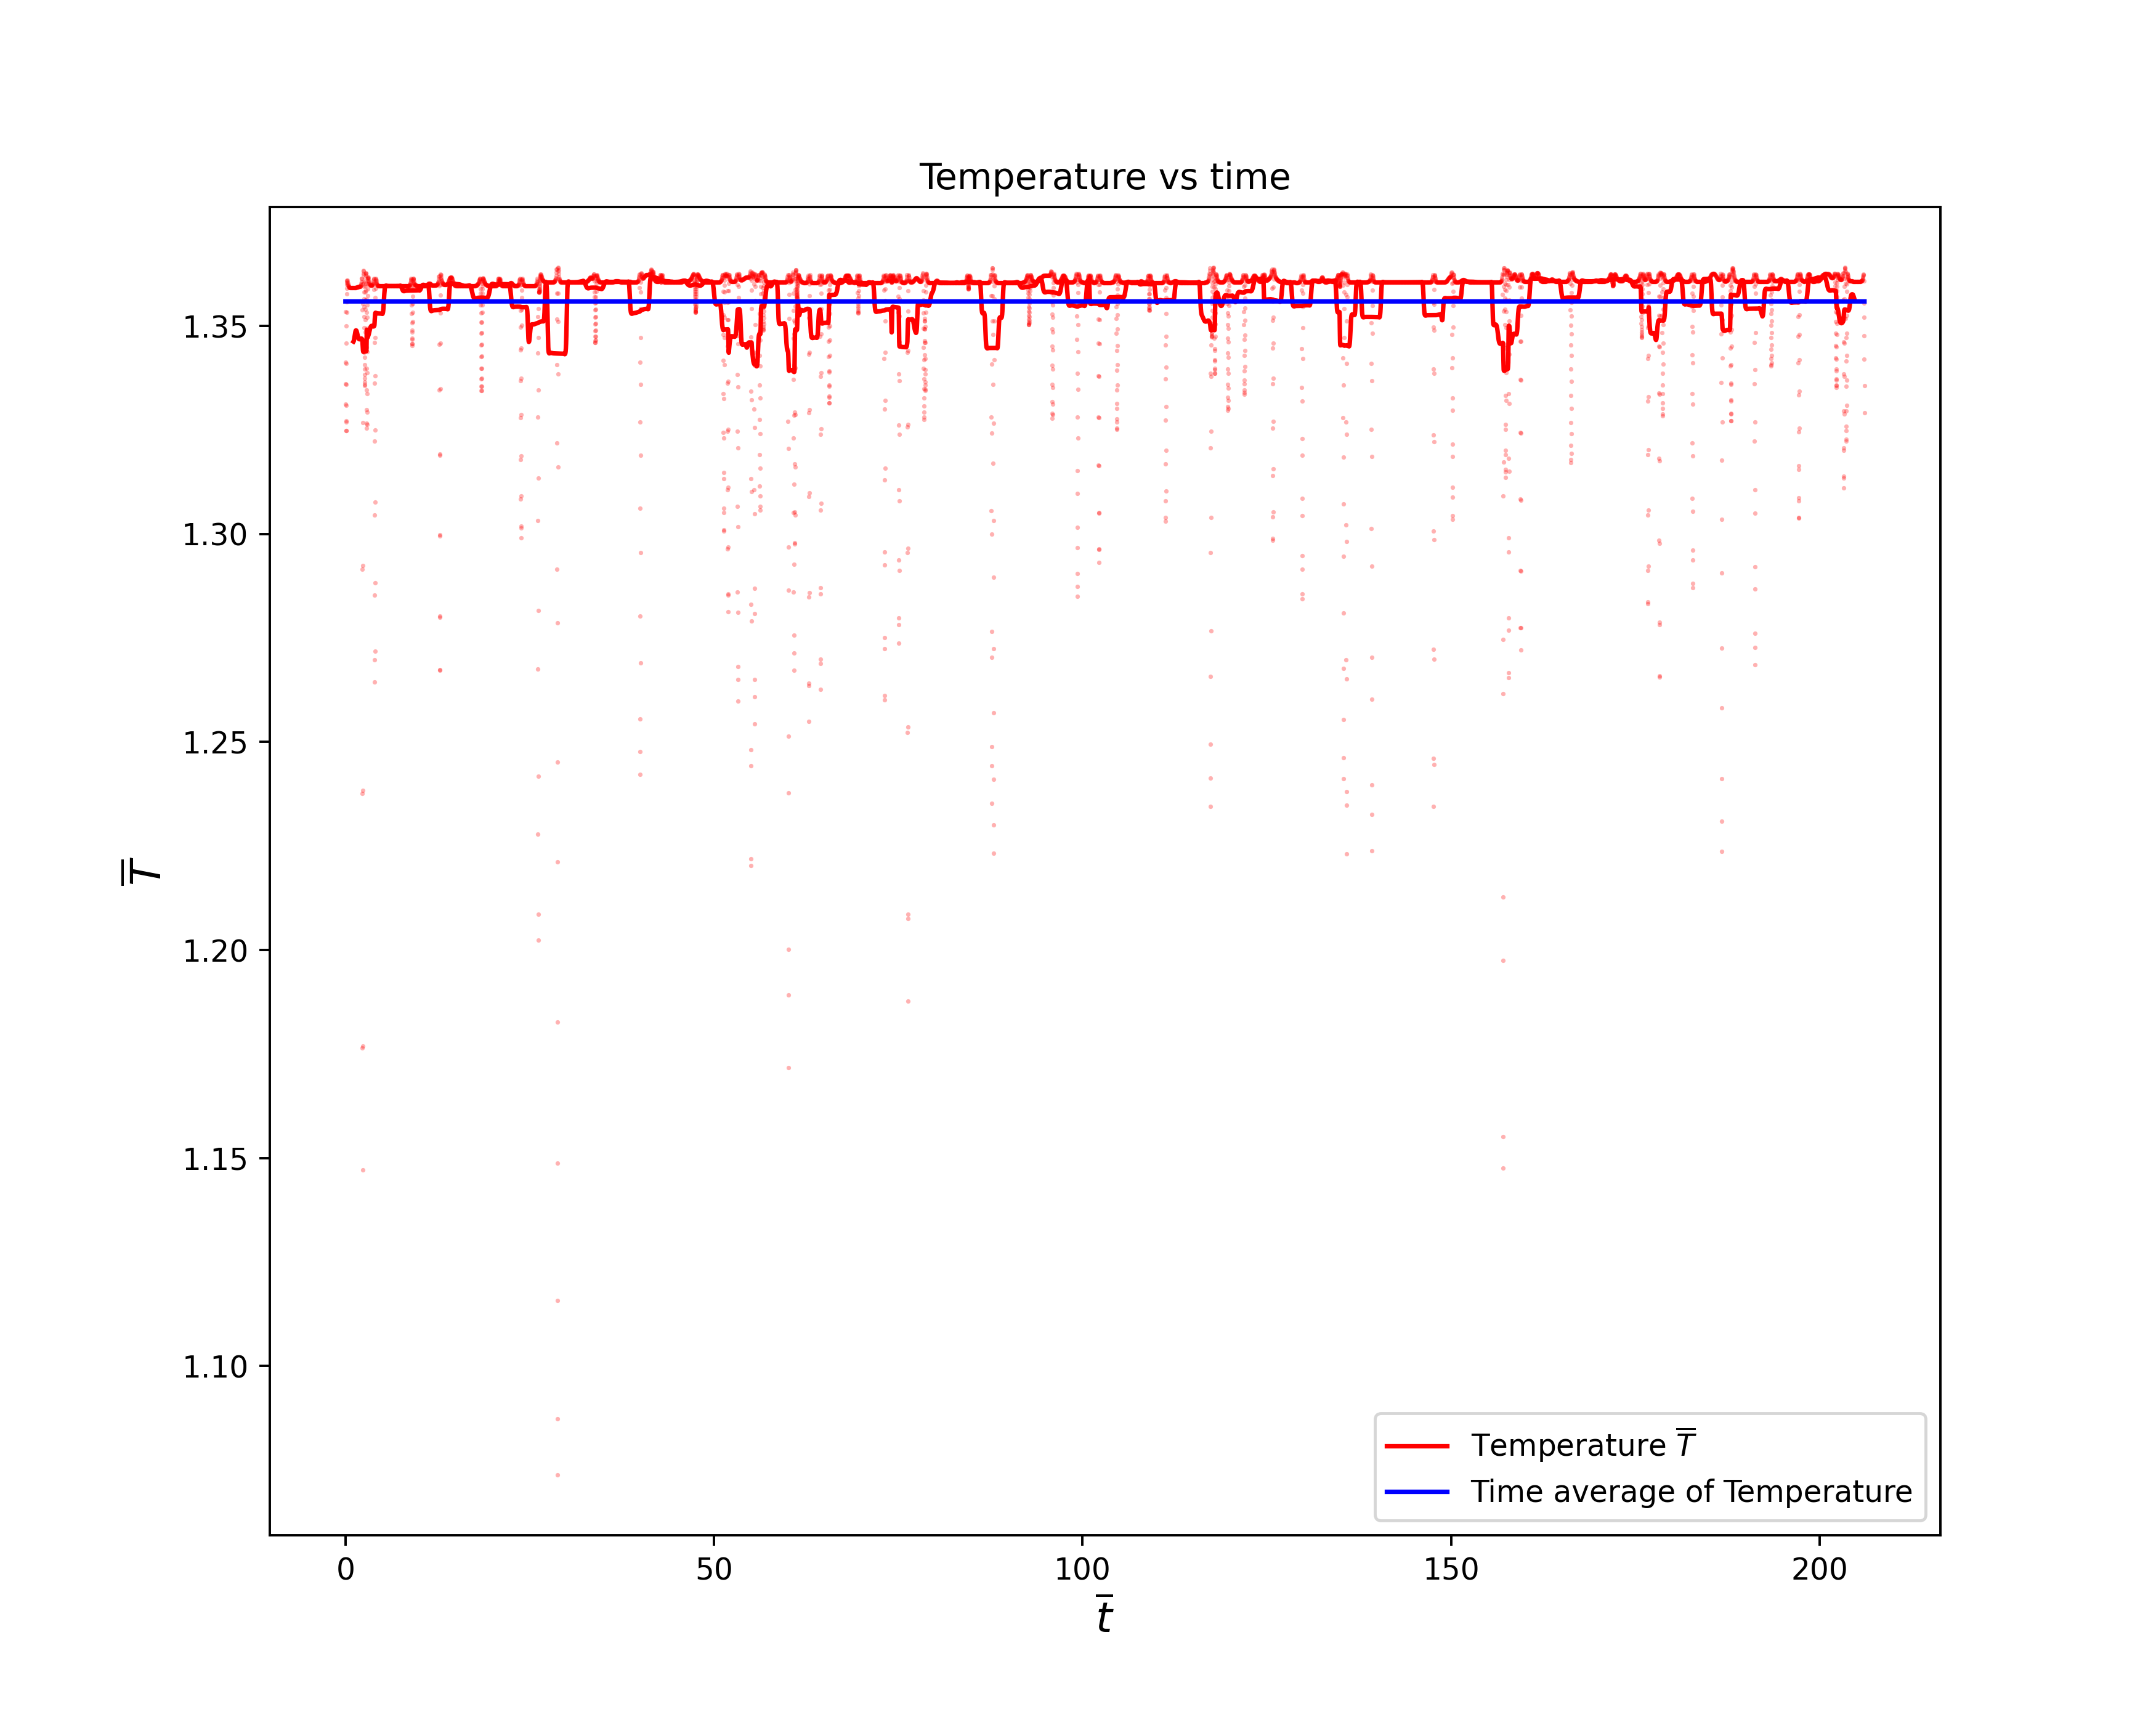 Temperature vs time
1.35
1.30
1.25
1.20
1.15
1.10
T̅
0 50 100 150 200
t̅
Temperature T̅
Time average of Temperature